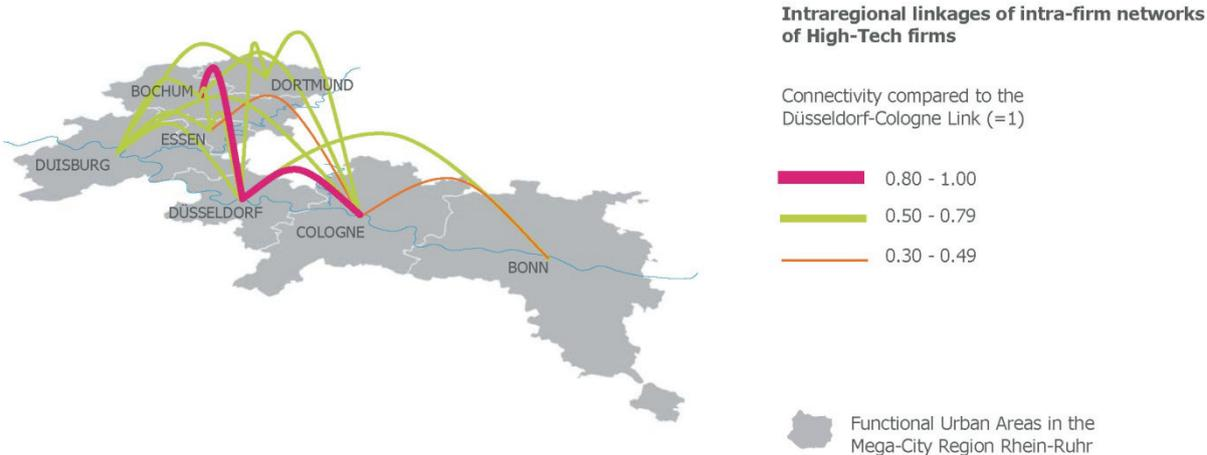 Intraregional linkages of intra-firm networks
of High-Tech firms
Connectivity compared to the
Düsseldorf-Cologne Link (=1)
0.80 - 1.00
0.50 - 0.79
0.30 - 0.49
Functional Urban Areas in the
Mega-City Region Rhein-Ruhr
DORTMUND
BOCHUM
ESSEN
DUISBURG
DÜSSELDORF
COLOGNE
BONN